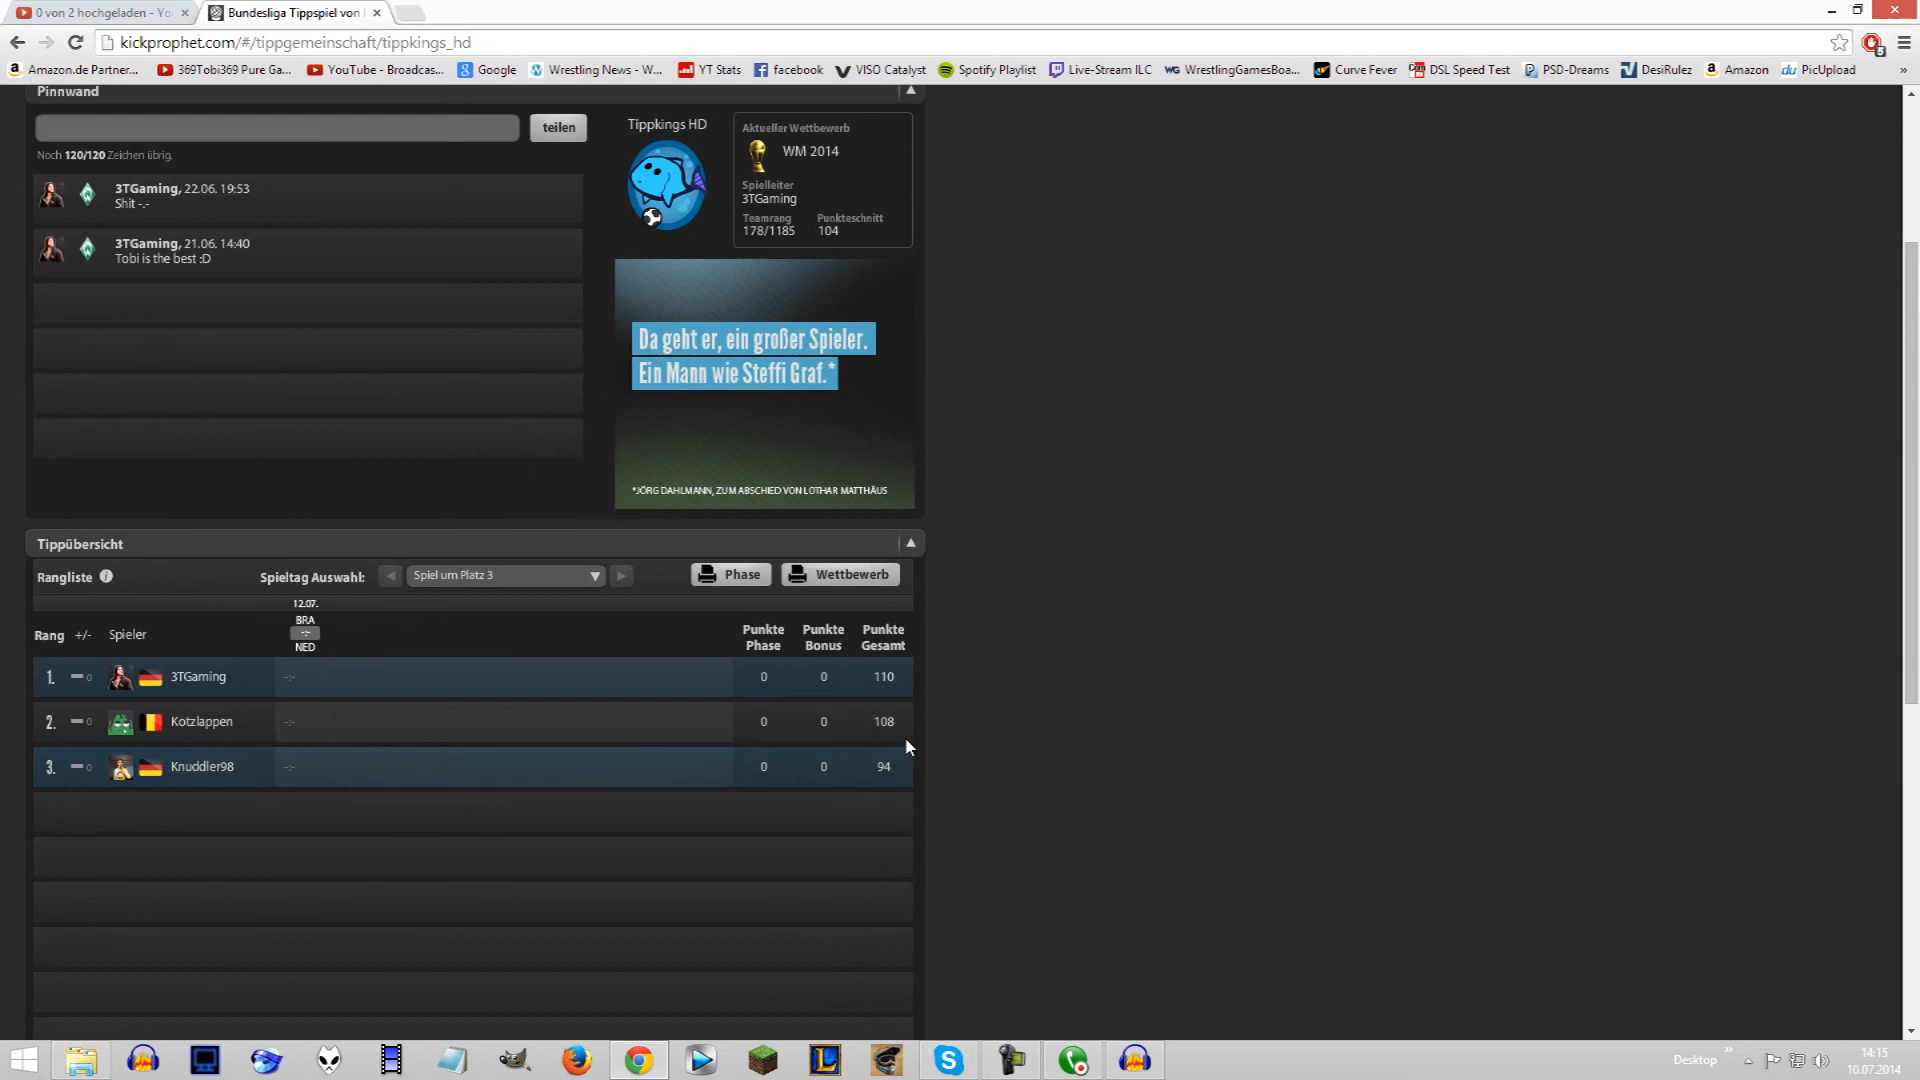 0 von 2 hochgeladen - Yo
Bundesliga Tippspiel von
kickprophet.com/#/tippgemeinschaft/tippkings_hd
Amazon.de Partner... 369Tobi369 Pure Ga... YouTube - Broadcas... Google Wrestling News - W... YT Stats facebook VISO Catalyst Spotify Playlist Live-Stream ILC WrestlingGamesBoa... Curve Fever DSL Speed Test PSD-Dreams DesiRulez Amazon PicUpload »
Pinnwand
teilen
Noch 120/120 Zeichen übrig.
3TGaming, 22.06. 19:53
Shit -.-
3TGaming, 21.06. 14:40
Tobi is the best :D
Tippkings HD
Aktueller Wettbewerb
WM 2014
Spielleiter
3TGaming
Teamrang Punkteschnitt
178/1185 104
Da geht er, ein großer Spieler.
Ein Mann wie Steffi Graf.*
*JÖRG DAHLMANN, ZUM ABSCHIED VON LOTHAR MATTHÄUS
Tippübersicht
Rangliste i Spieltag Auswahl: Spiel um Platz 3 Phase Wettbewerb
12.07.
BRA
-:-
NED
Rang +/- Spieler Punkte Phase Punkte Bonus Punkte Gesamt
1. 0 3TGaming -:- 0 0 110
2. 0 Kotzlappen -:- 0 0 108
3. 0 Knuddler98 -:- 0 0 94
Desktop »
14:15
10.07.2014